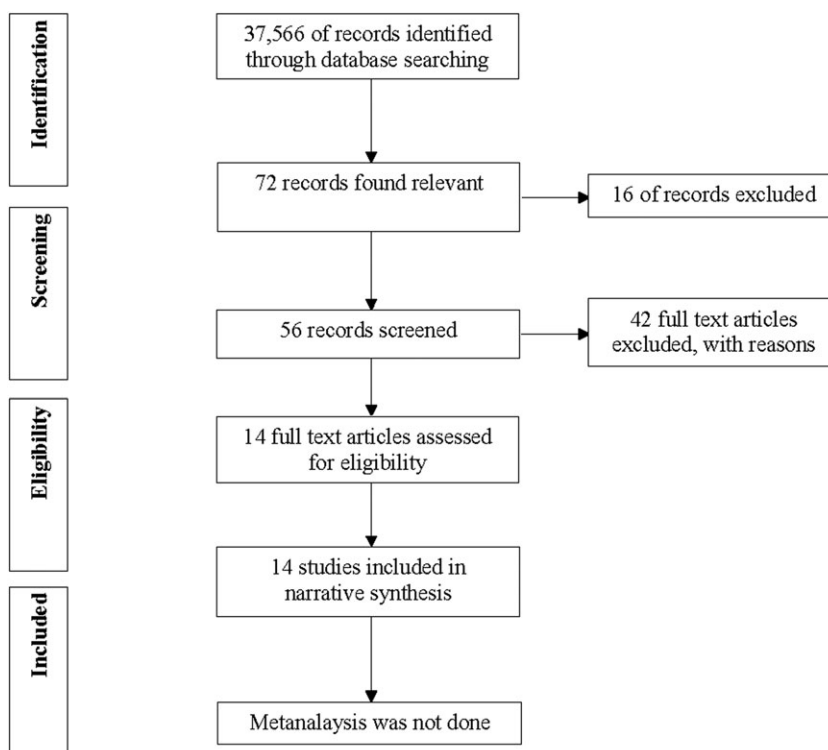 Identification
37,566 of records identified
through database searching
72 records found relevant
16 of records excluded
Screening
56 records screened
42 full text articles
excluded, with reasons
Eligibility
14 full text articles assessed
for eligibility
14 studies included in
narrative synthesis
Included
Metanalaysis was not done